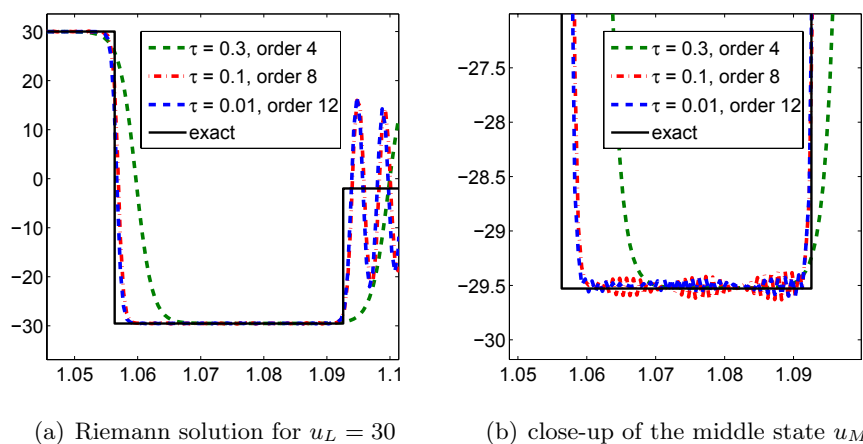 30
20
10
0
−10
−20
−30
1.05
1.06
1.07
1.08
1.09
1.1
τ = 0.3, order 4
τ = 0.1, order 8
τ = 0.01, order 12
exact
(a) Riemann solution for u_L = 30
−27.5
−28
−28.5
−29
−29.5
−30
1.05
1.06
1.07
1.08
1.09
τ = 0.3, order 4
τ = 0.1, order 8
τ = 0.01, order 12
exact
(b) close-up of the middle state u_M